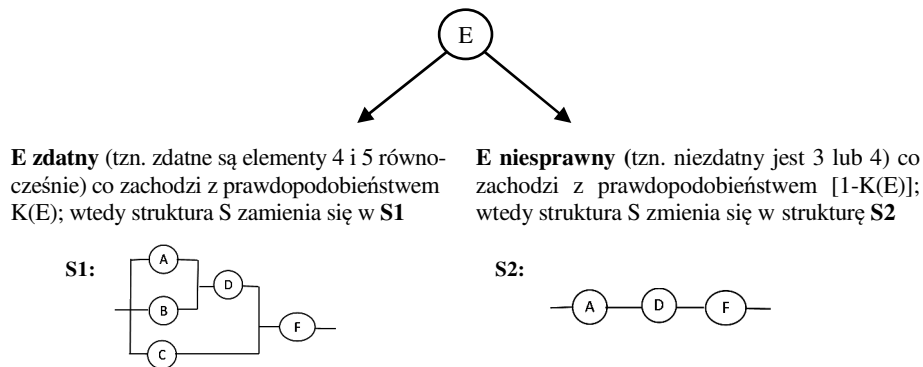 E
E zdatny (tzn. zdatne są elementy 4 i 5 równo-
cześnie) co zachodzi z prawdopodobieństwem
K(E); wtedy struktura S zamienia się w S1
E niesprawny (tzn. niezdatny jest 3 lub 4) co
zachodzi z prawdopodobieństwem [1-K(E)];
wtedy struktura S zmienia się w strukturę S2
S1:
A
D
B
F
C
S2:
A
D
F